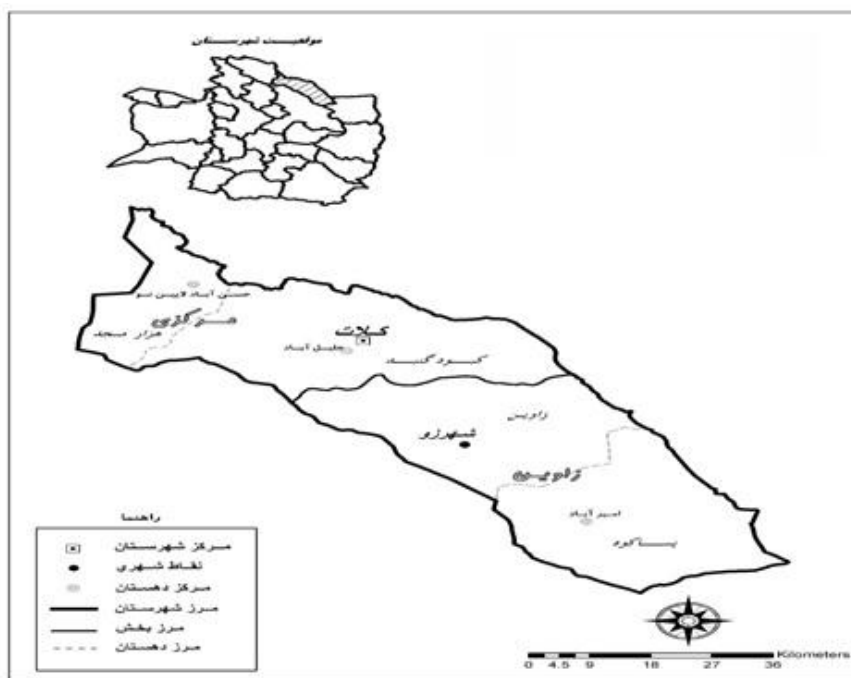 موقعیت شهرستان
حسن آباد لایین نو
مرکزی
هزار مسجد
کلات
جلیل آباد
کبود گنبد
زاوین
شهرزو
زاوین
امیر آباد
پساکوه
راهنما
مرکز شهرستان
نقاط شهری
مرکز دهستان
مرز شهرستان
مرز بخش
مرز دهستان
Kilometers
0 4.5 9 18 27 36